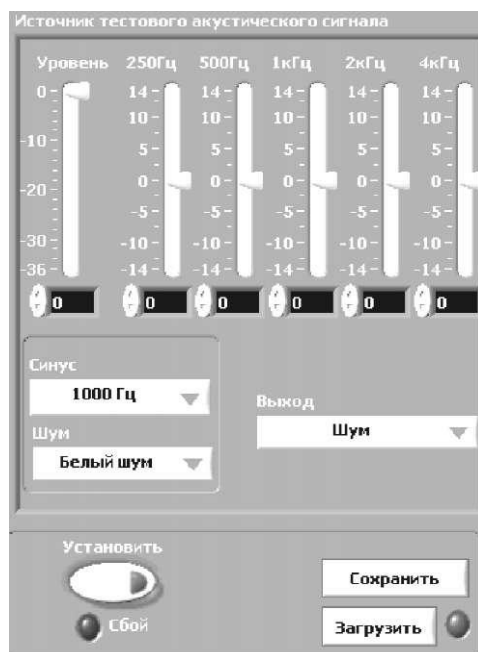 Источник тестового акустического сигнала
Уровень 250Гц 500Гц 1кГц 2кГц 4кГц
0 14 14 14 14 14
-10 10 10 10 10 10
5 5 5 5 5
-20 0 0 0 0 0
-5 -5 -5 -5 -5
-30 -10 -10 -10 -10 -10
-36 -14 -14 -14 -14 -14
0 0 0 0 0 0
Синус
1000 Гц
Выход
Шум
Шум
Белый шум
Установить
Сбой
Сохранить
Загрузить